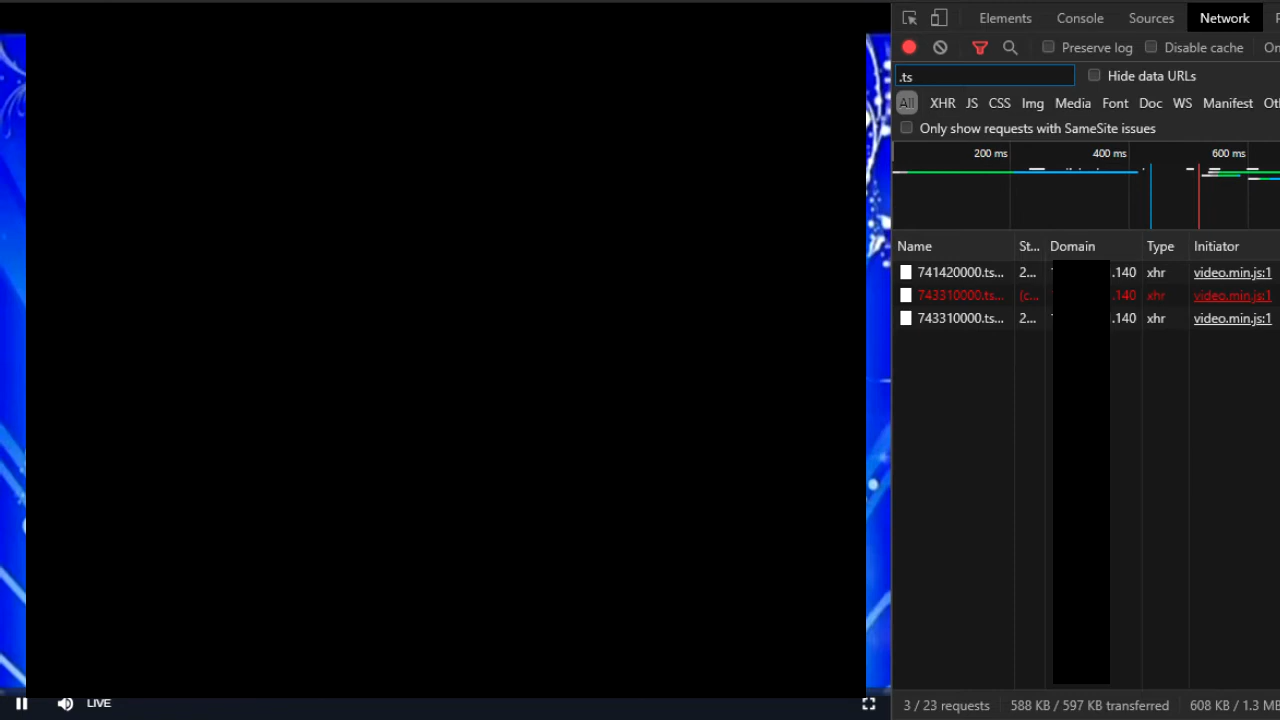 Elements Console Sources Network
Preserve log Disable cache
.ts
Hide data URLs
All XHR JS CSS Img Media Font Doc WS Manifest
Only show requests with SameSite issues
200 ms 400 ms 600 ms
Name St... Domain Type Initiator
741420000.ts... 2... .140 xhr video.min.js:1
743310000.ts... (c... .140 xhr video.min.js:1
743310000.ts... 2... .140 xhr video.min.js:1
LIVE
3 / 23 requests 588 KB / 597 KB transferred 608 KB / 1.3 MB